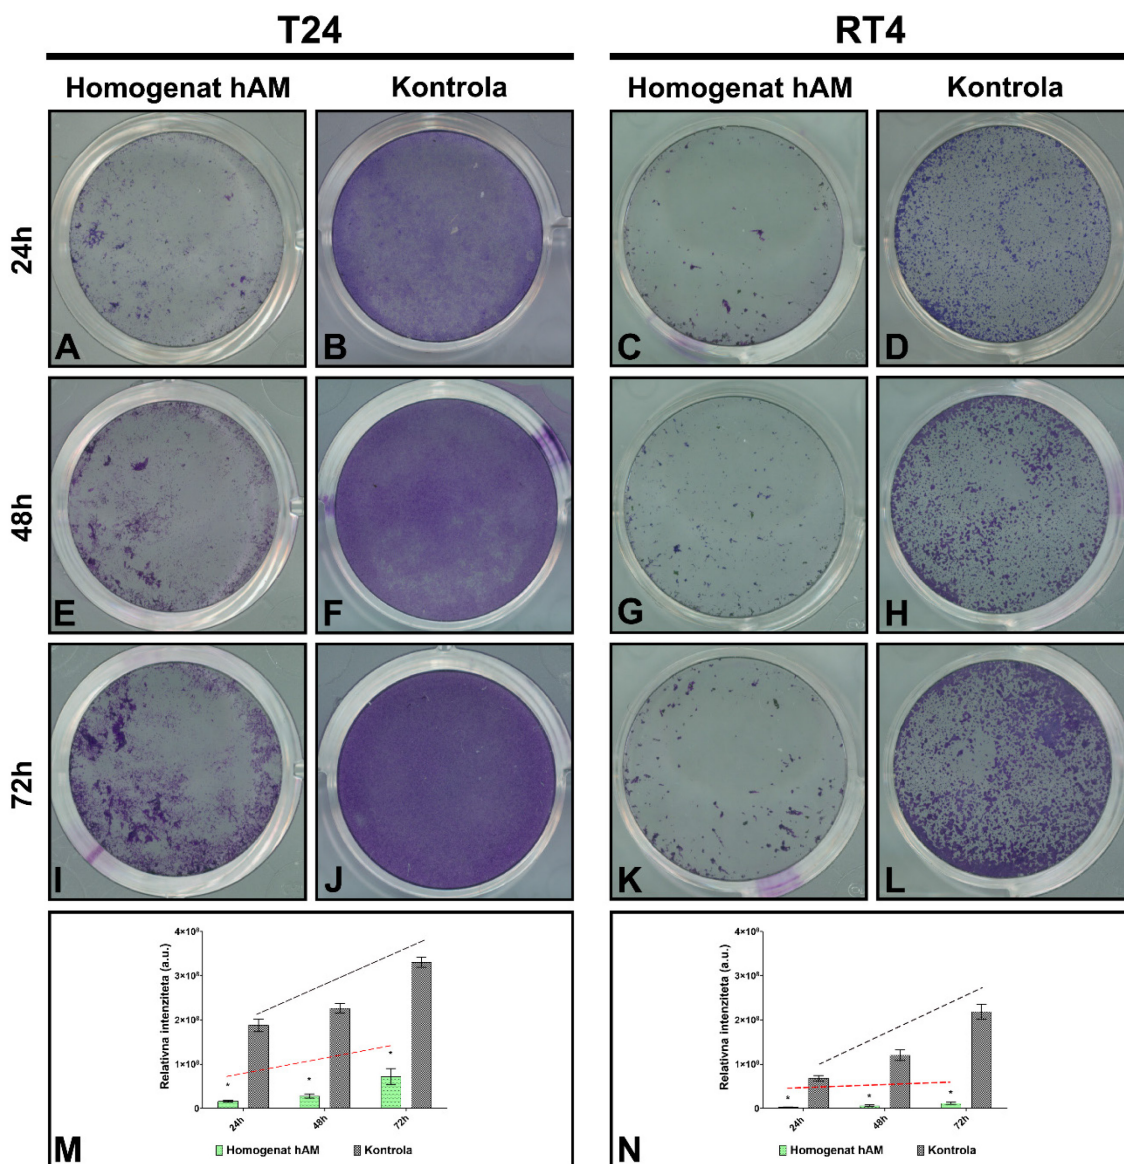 T24 RT4
Homogenat hAM Kontrola Homogenat hAM Kontrola
24h
A B C D
48h
E F G H
72h
I J K L
Relativna intenziteta (a.u.)
4×10⁸
3×10⁸
2×10⁸
1×10⁸
0
* * *
24h 48h 72h
Homogenat hAM Kontrola
M
Relativna intenziteta (a.u.)
4×10⁸
3×10⁸
2×10⁸
1×10⁸
0
* * *
24h 48h 72h
Homogenat hAM Kontrola
N